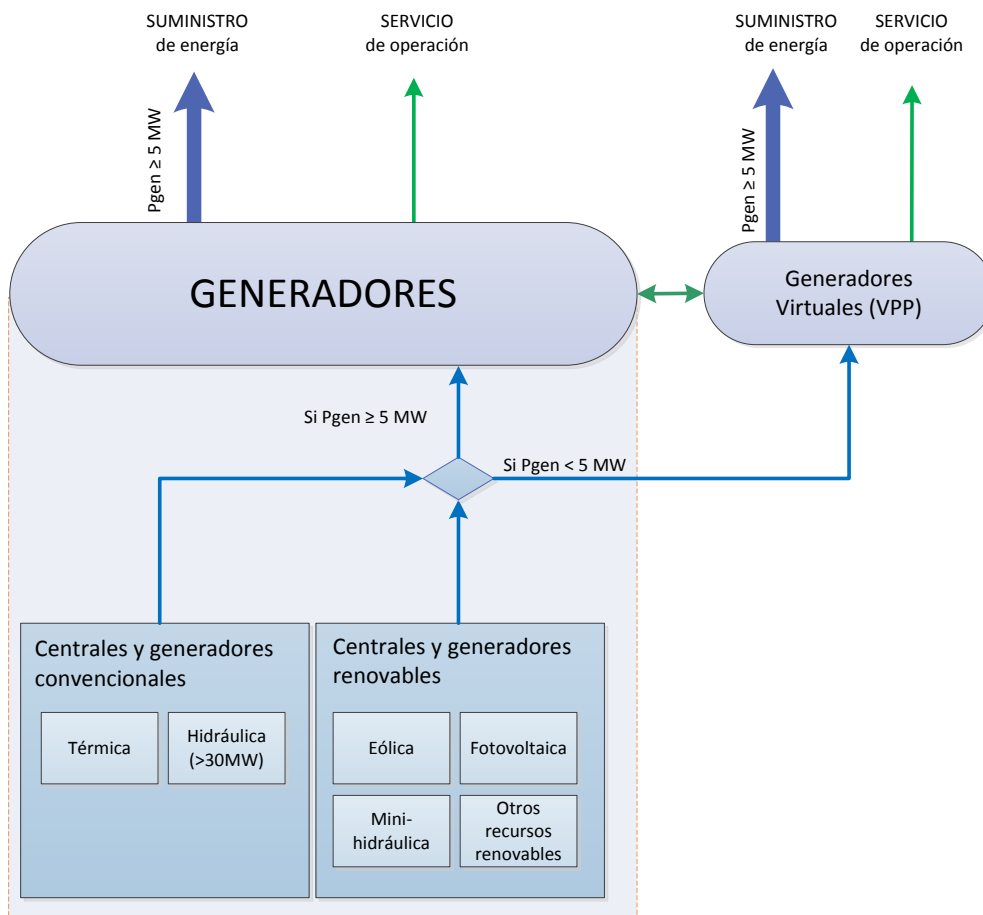 SUMINISTRO
de energía
SERVICIO
de operación
SUMINISTRO
de energía
SERVICIO
de operación
Pgen ≥ 5 MW
Pgen ≥ 5 MW
GENERADORES
Generadores
Virtuales (VPP)
Si Pgen ≥ 5 MW
Si Pgen < 5 MW
Centrales y generadores
convencionales
Térmica
Hidráulica
(>30MW)
Centrales y generadores
renovables
Eólica
Fotovoltaica
Mini-
hidráulica
Otros
recursos
renovables